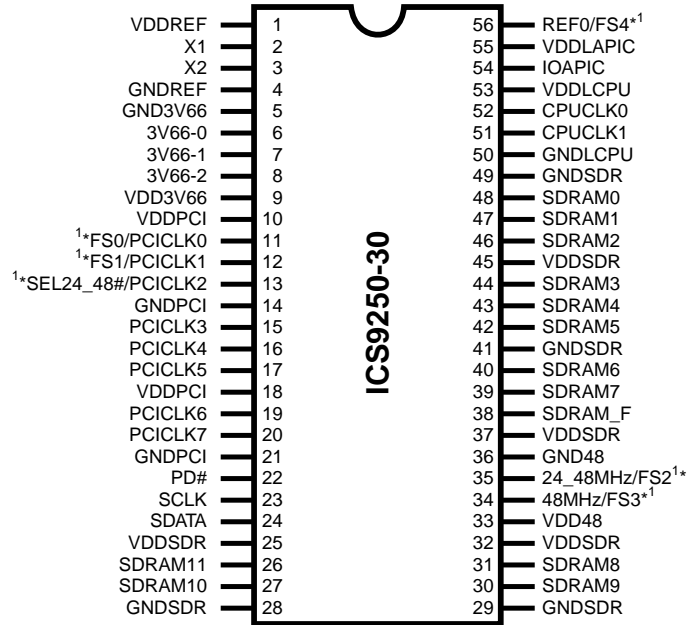 VDDREF 1 56 REF0/FS4*1
X1 2 55 VDDLAPIC
X2 3 54 IOAPIC
GNDREF 4 53 VDDLCPU
GND3V66 5 52 CPUCLK0
3V66-0 6 51 CPUCLK1
3V66-1 7 50 GNDLCPU
3V66-2 8 49 GNDSDR
VDD3V66 9 48 SDRAM0
VDDPCI 10 47 SDRAM1
1*FS0/PCICLK0 11 46 SDRAM2
1*FS1/PCICLK1 12 45 VDDSDR
1*SEL24_48#/PCICLK2 13 44 SDRAM3
GNDPCI 14 43 SDRAM4
PCICLK3 15 42 SDRAM5
PCICLK4 16 41 GNDSDR
PCICLK5 17 40 SDRAM6
VDDPCI 18 39 SDRAM7
PCICLK6 19 38 SDRAM_F
PCICLK7 20 37 VDDSDR
GNDPCI 21 36 GND48
PD# 22 35 24_48MHz/FS21*
SCLK 23 34 48MHz/FS3*1
SDATA 24 33 VDD48
VDDSDR 25 32 VDDSDR
SDRAM11 26 31 SDRAM8
SDRAM10 27 30 SDRAM9
GNDSDR 28 29 GNDSDR
ICS9250-30